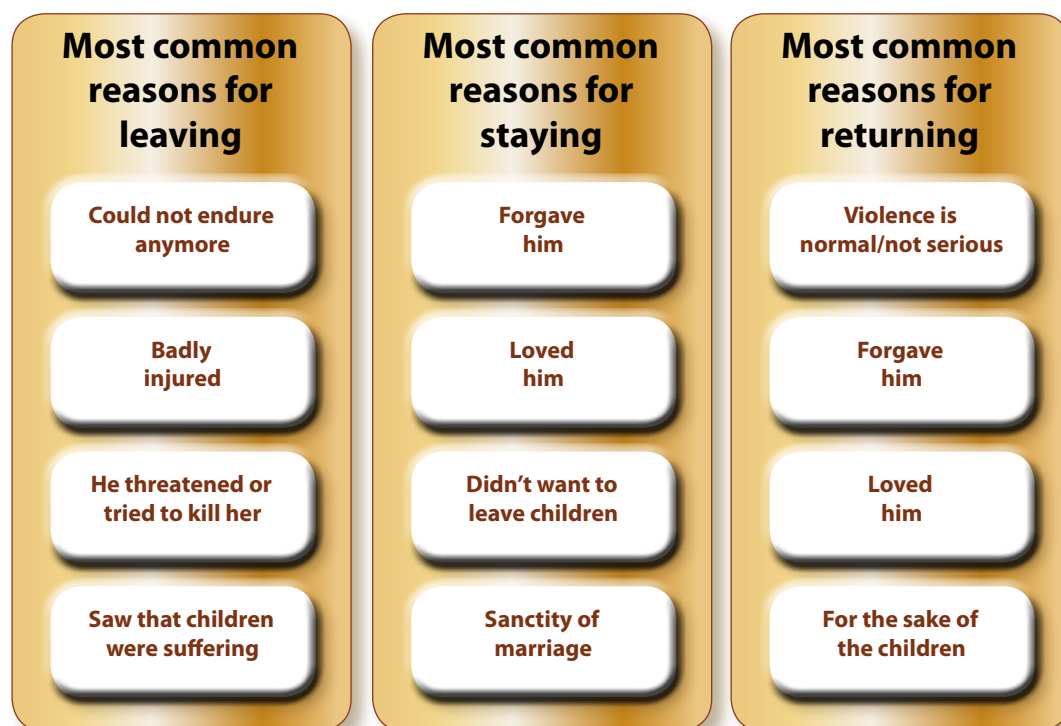 Most common
reasons for
leaving
Could not endure
anymore
Badly
injured
He threatened or
tried to kill her
Saw that children
were suffering
Most common
reasons for
staying
Forgave
him
Loved
him
Didn’t want to
leave children
Sanctity of
marriage
Most common
reasons for
returning
Violence is
normal/not serious
Forgave
him
Loved
him
For the sake of
the children